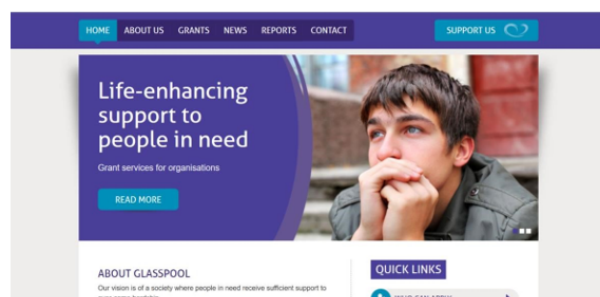 HOME ABOUT US GRANTS NEWS REPORTS CONTACT SUPPORT US
Life-enhancing
support to
people in need
Grant services for organisations
READ MORE
ABOUT GLASSPOOL
Our vision is of a society where people in need receive sufficient support to
QUICK LINKS